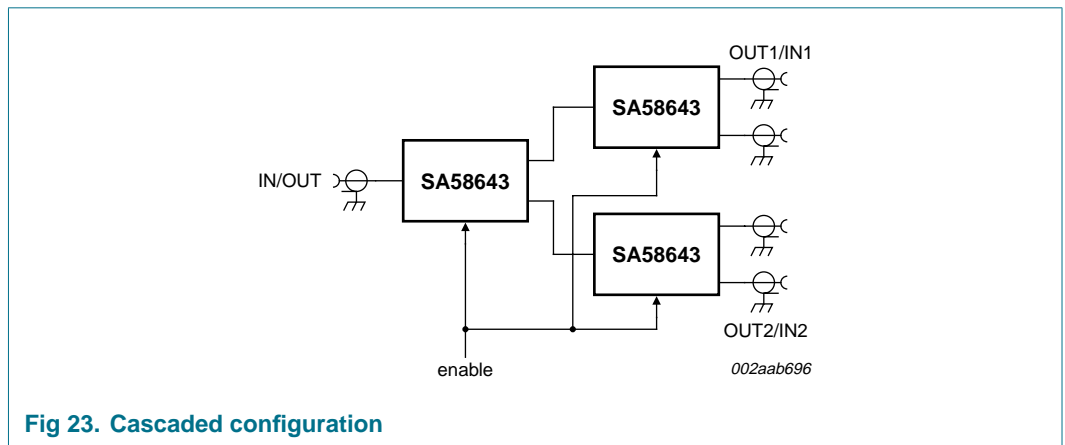 OUT1/IN1
SA58643
IN/OUT
SA58643
SA58643
OUT2/IN2
enable
002aab696
Fig 23. Cascaded configuration